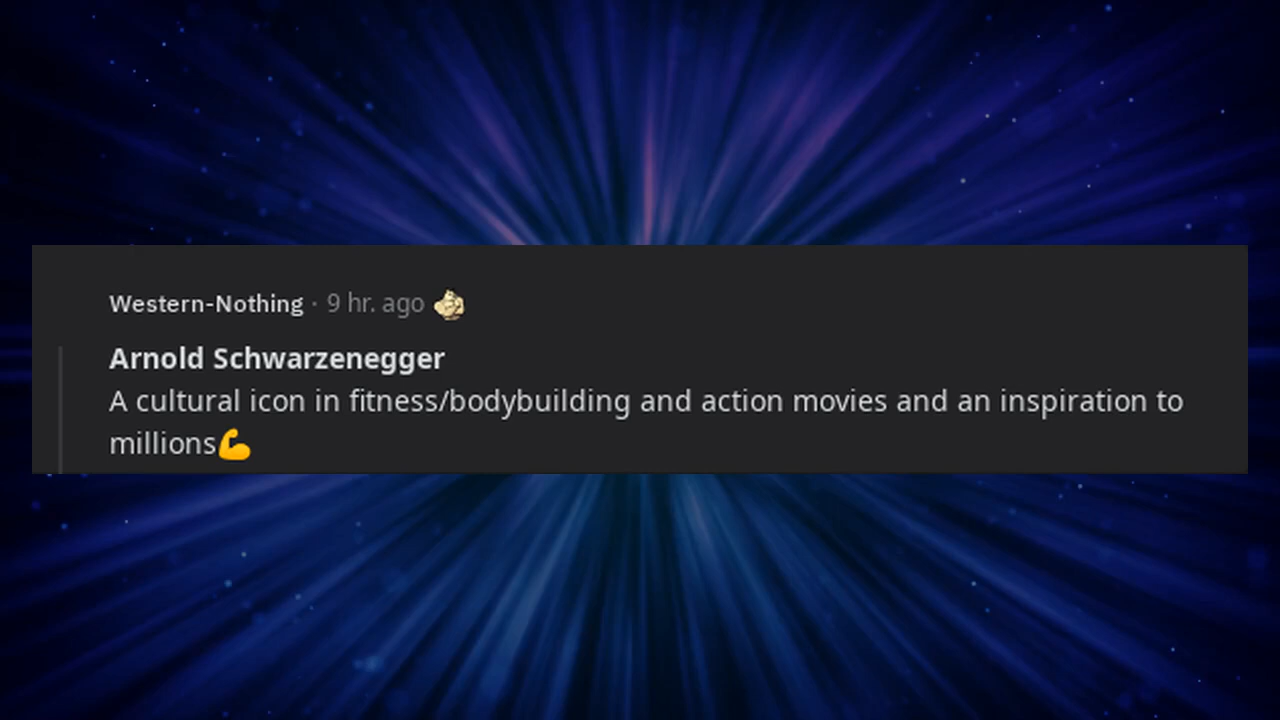 Western-Nothing · 9 hr. ago
Arnold Schwarzenegger
A cultural icon in fitness/bodybuilding and action movies and an inspiration to
millions💪